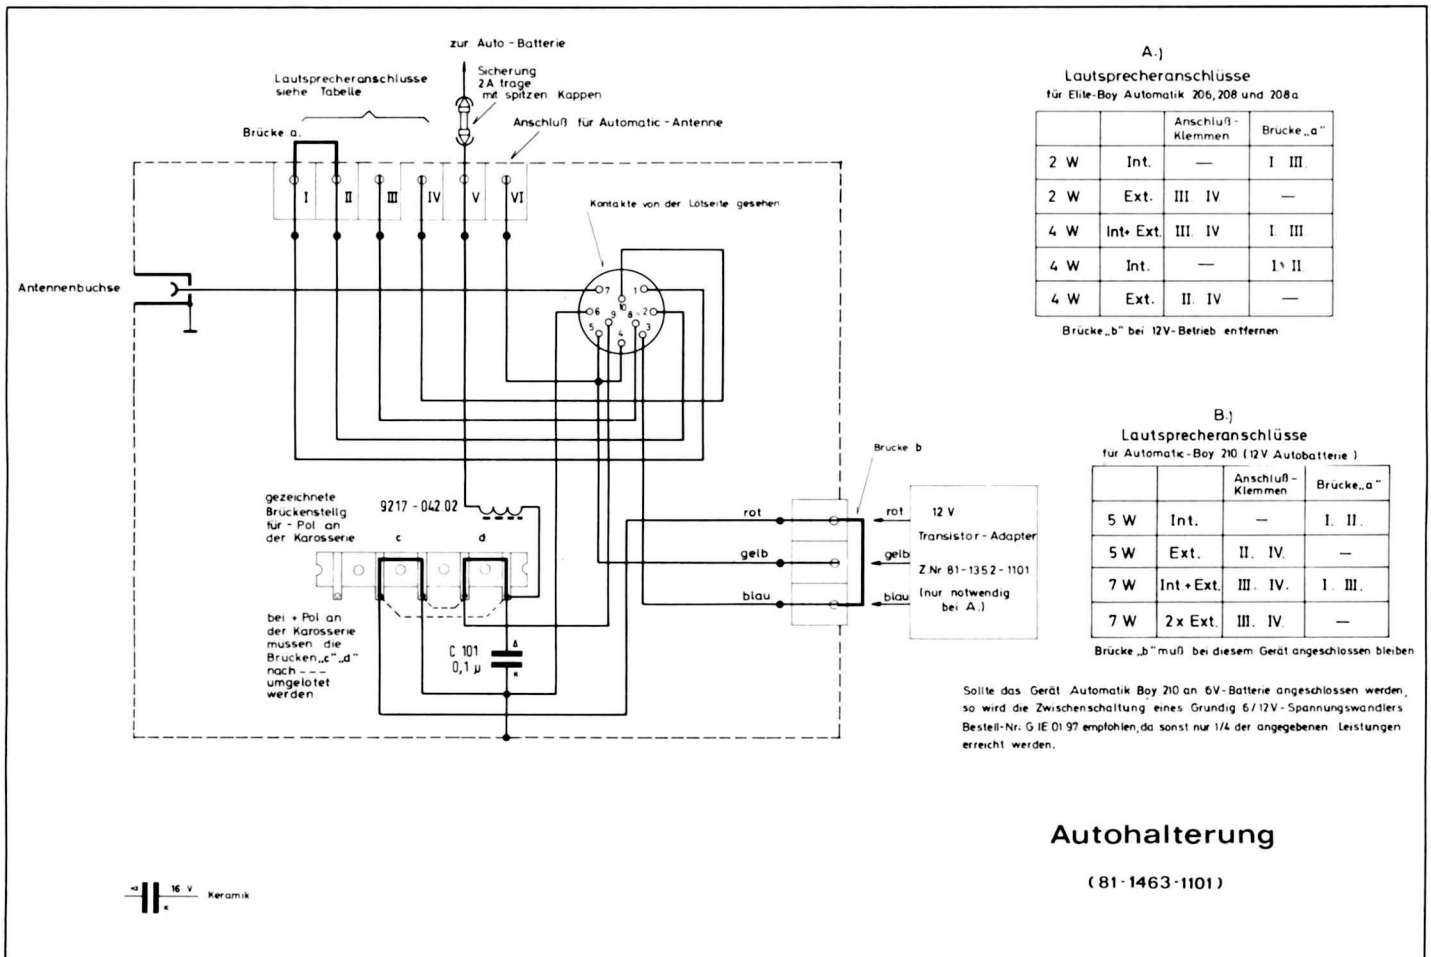 zur Auto - Batterie
Sicherung
2 A trage
mit spitzen Kappen
Lautsprecheranschlusse
siehe Tabelle
Anschluß für Automatic - Antenne
Brücke a.
I II III IV V VI
Kontakte von der Lötseite gesehen
Antennenbuchse
7 1
10
6 9 8 2
5 4 3
Brucke b
gezeichnete
Brückenstellg
für - Pol an
der Karosserie
9217 - 042.02
c d
bei + Pol an
der Karosserie
mussen die
Brucken „c" „d"
nach ---
umgelotet
werden
C 101
0,1 µ
rot
gelb
blau
rot
gelb
blau
12 V
Transistor - Adapter
Z.Nr 81-1352-1101
(nur notwendig
bei A.)
16 V Keramik
A.)
Lautsprecheranschlüsse
für Elite-Boy Automatik 206, 208 und 208a
Anschluß-
Klemmen Brücke „a"
2 W Int. — I III
2 W Ext. III. IV —
4 W Int+ Ext. III. IV I. III
4 W Int. — I. II
4 W Ext. II. IV —
Brücke „b" bei 12V-Betrieb entfernen
B.)
Lautsprecheranschlüsse
fur Automatic-Boy 210 (12V Autobatterie)
Anschluß-
Klemmen Brücke „a"
5 W Int. — I. II.
5 W Ext. II. IV. —
7 W Int.+Ext. III. IV. I. III.
7 W 2x Ext. III. IV. —
Brücke „b" muß bei diesem Gerät angeschlossen bleiben
Sollte das Gerät Automatik Boy 210 an 6V-Batterie angeschlossen werden,
so wird die Zwischenschaltung eines Grundig 6/12V-Spannungswandlers
Bestell-Nr: G IE 01 97 empfohlen, da sonst nur 1/4 der angegebenen Leistungen
erreicht werden.
Autohalterung
(81-1463-1101)